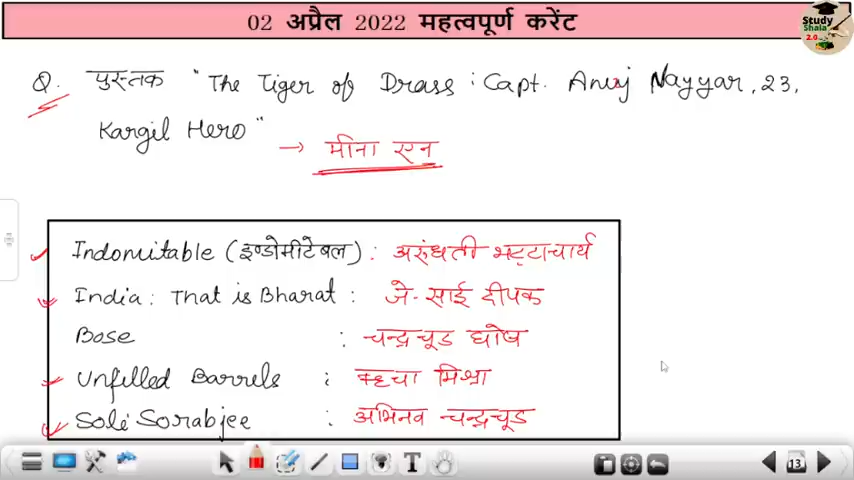 02 अप्रैल 2022 महत्वपूर्ण करेंट
Study
Shala
2.0
Q. पुस्तक "The Tiger of Drass : Capt. Anuj Nayyar, 23,
Kargil Hero"
→ मीना एन
Indomitable (इण्डोमीटेबल) : अरुंधती भट्टाचार्य
India: That is Bharat : जे-साई दीपक
Bose : चन्द्रचूड घोष
Unfilled Barrels : ऋचा मिश्रा
Soli Sorabjee : अभिनव चन्द्रचूड
T
13